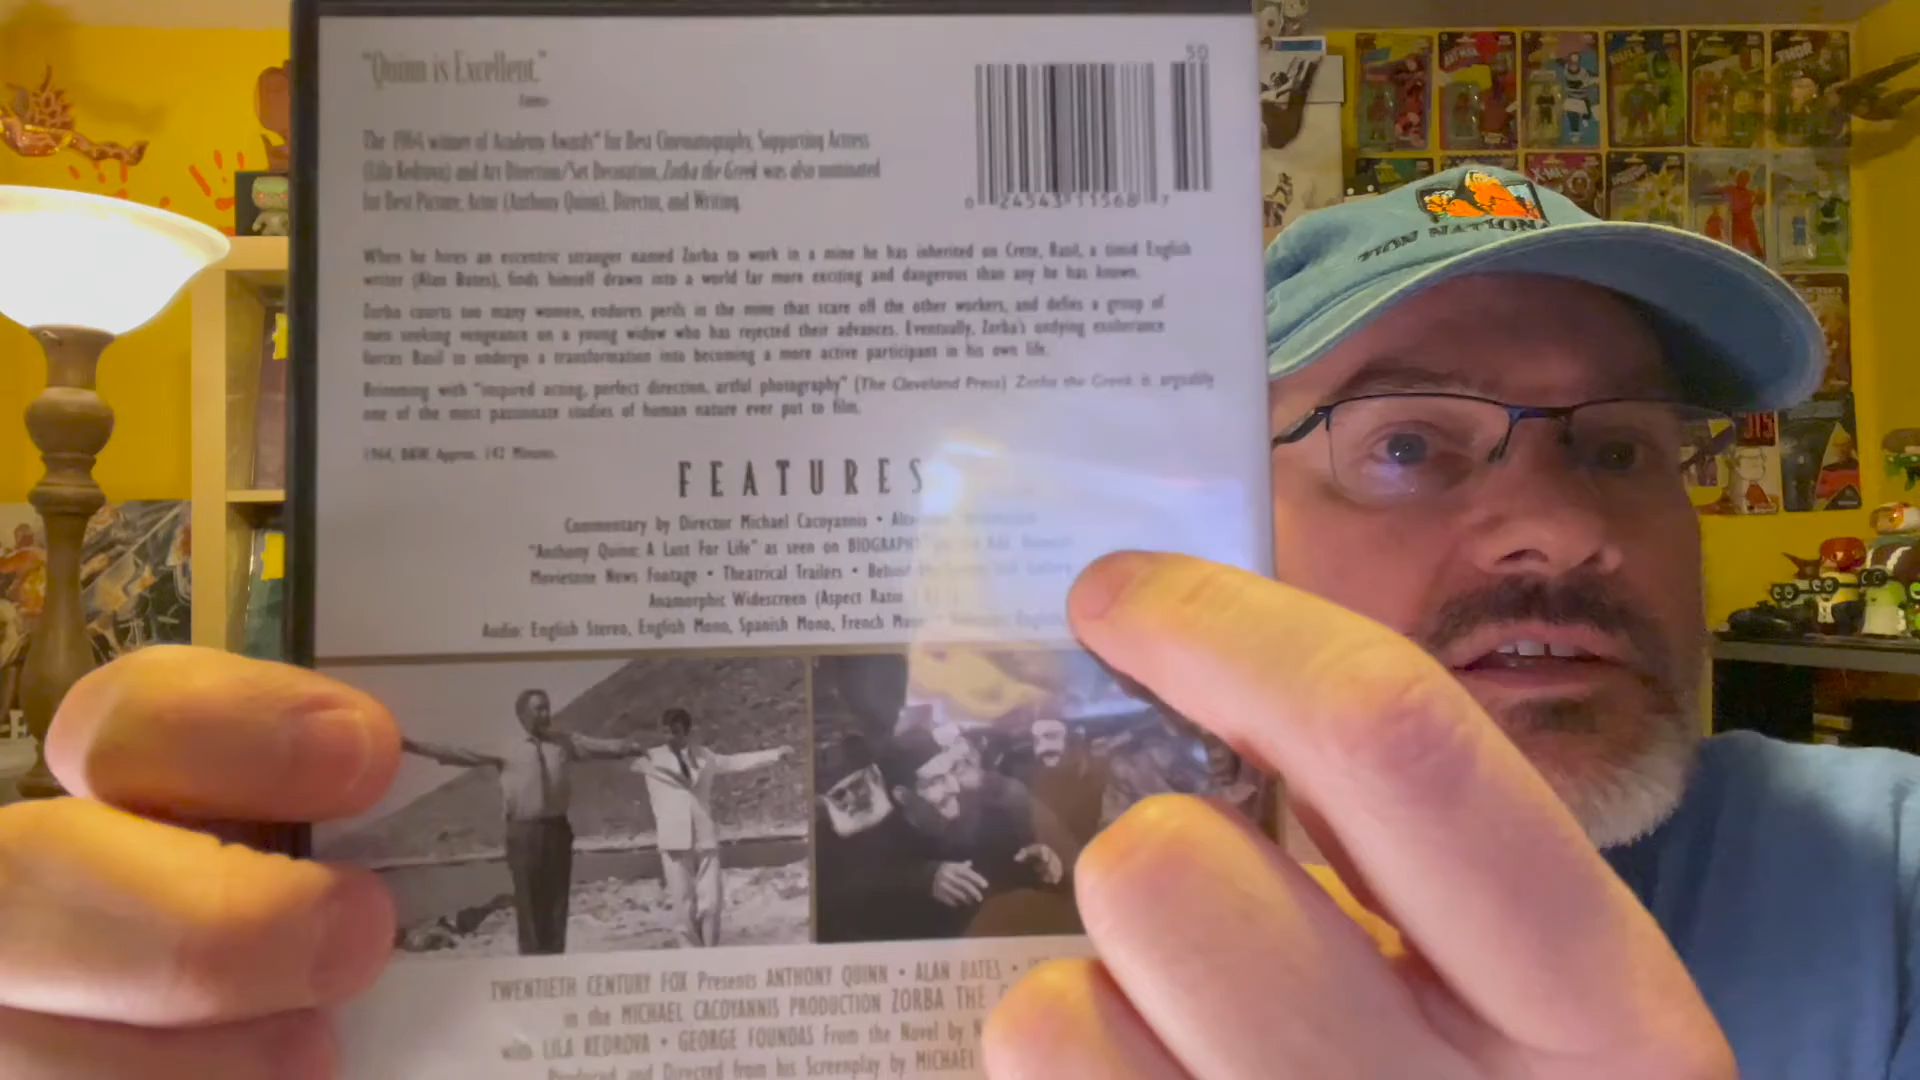 "Quinn is Excellent."
50
The 1964 winner of Academy Awards® for Best Cinematography, Supporting Actress
(Lila Kedrova) and Art Direction/Set Decoration, Zorba the Greek was also nominated
for Best Picture, Actor (Anthony Quinn), Director, and Writing.
0 24543 11568 7
When he hires an eccentric stranger named Zorba to work in a mine he has inherited on Crete, Basil, a timid English
writer (Alan Bates), finds himself drawn into a world far more exciting and dangerous than any he has known.
Zorba courts too many women, endures perils in the mine that scare off the other workers, and defies a group of
men seeking vengeance on a young widow who has rejected their advances. Eventually, Zorba's undying exuberance
forces Basil to undergo a transformation into becoming a more active participant in his own life.
Brimming with "inspired acting, perfect direction, artful photography" (The Cleveland Press) Zorba the Greek is arguably
one of the most passionate studies of human nature ever put to film.
1964, B&W, Approx. 142 Minutes
FEATURES
Commentary by Director Michael Cacoyannis •
"Anthony Quinn: A Lust For Life" as seen on BIOGRAPHY
Movietone News Footage • Theatrical Trailers •
Anamorphic Widescreen (Aspect Ratio
Audio: English Stereo, English Mono, Spanish Mono, French Mono English
TWENTIETH CENTURY FOX Presents ANTHONY QUINN • ALAN BATES •
in the MICHAEL CACOYANNIS PRODUCTION ZORBA THE
with LILA KEDROVA • GEORGE FOUNDAS From the Novel by
Produced and Directed from his Screenplay by MICHAEL
TION NATION
THOR